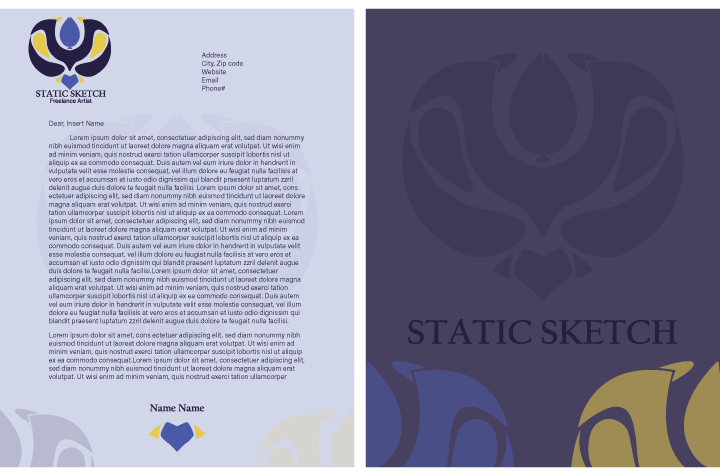 STATIC SKETCH
Freelance Artist
Address
City, Zip code
Website
Email
Phone#
Dear, Insert Name
Lorem ipsum dolor sit amet, consectetuer adipiscing elit, sed diam nonummy
nibh euismod tincidunt ut laoreet dolore magna aliquam erat volutpat. Ut wisi enim
ad minim veniam, quis nostrud exerci tation ullamcorper suscipit lobortis nisl ut
aliquip ex ea commodo consequat. Duis autem vel eum iriure dolor in hendrerit in
vulputate velit esse molestie consequat, vel illum dolore eu feugiat nulla facilisis at
vero eros et accumsan et iusto odio dignissim qui blandit praesent luptatum zzril
delenit augue duis dolore te feugait nulla facilisi. Lorem ipsum dolor sit amet, cons
ectetuer adipiscing elit, sed diam nonummy nibh euismod tincidunt ut laoreet dolore
magna aliquam erat volutpat. Ut wisi enim ad minim veniam, quis nostrud exerci
tation ullamcorper suscipit lobortis nisl ut aliquip ex ea commodo consequat. Lorem
ipsum dolor sit amet, consectetuer adipiscing elit, sed diam nonummy nibh euismod
tincidunt ut laoreet dolore magna aliquam erat volutpat. Ut wisi enim ad minim
veniam, quis nostrud exerci tation ullamcorper suscipit lobortis nisl ut aliquip ex ea
commodo consequat. Duis autem vel eum iriure dolor in hendrerit in vulputate velit
esse molestie consequat, vel illum dolore eu feugiat nulla facilisis at vero eros et
accumsan et iusto odio dignissim qui blandit praesent luptatum zzril delenit augue
duis dolore te feugait nulla facilisi.Lorem ipsum dolor sit amet, consectetuer
adipiscing elit, sed diam nonummy nibh euismod tincidunt ut laoreet dolore magna
aliquam erat volutpat. Ut wisi enim ad minim veniam, quis nostrud exerci tation
ullamcorper suscipit lobortis nisl ut aliquip ex ea commodo consequat. Duis autem
vel eum iriure dolor in hendrerit in vulputate velit esse molestie consequat, vel illum
dolore eu feugiat nulla facilisis at vero eros et accumsan et iusto odio dignissim qui
blandit praesent luptatum zzril delenit augue duis dolore te feugait nulla facilisi.
Lorem ipsum dolor sit amet, cons ectetuer adipiscing elit, sed diam nonummy nibh
euismod tincidunt ut laoreet dolore magna aliquam erat volutpat. Ut wisi enim ad
minim veniam, quis nostrud exerci tation ullamcorper suscipit lobortis nisl ut aliquip
ex ea commodo consequat.Lorem ipsum dolor sit amet, consectetuer adipiscing elit,
sed diam nonummy nibh euismod tincidunt ut laoreet dolore magna aliquam erat
volutpat. Ut wisi enim ad minim veniam, quis nostrud exerci tation ullamcorper
Name Name
STATIC SKETCH